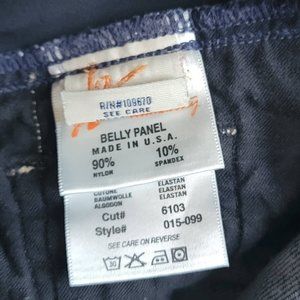 RN#109670
SEE CARE
BELLY PANEL
MADE IN U.S.A.
90% 10%
NYLON SPANDEX
COTONE ELASTAN
BAUMWOLLE ELASTAN
ALGODON ELASTAN
Cut# 6103
Style# 015-099
SEE CARE ON REVERSE
30